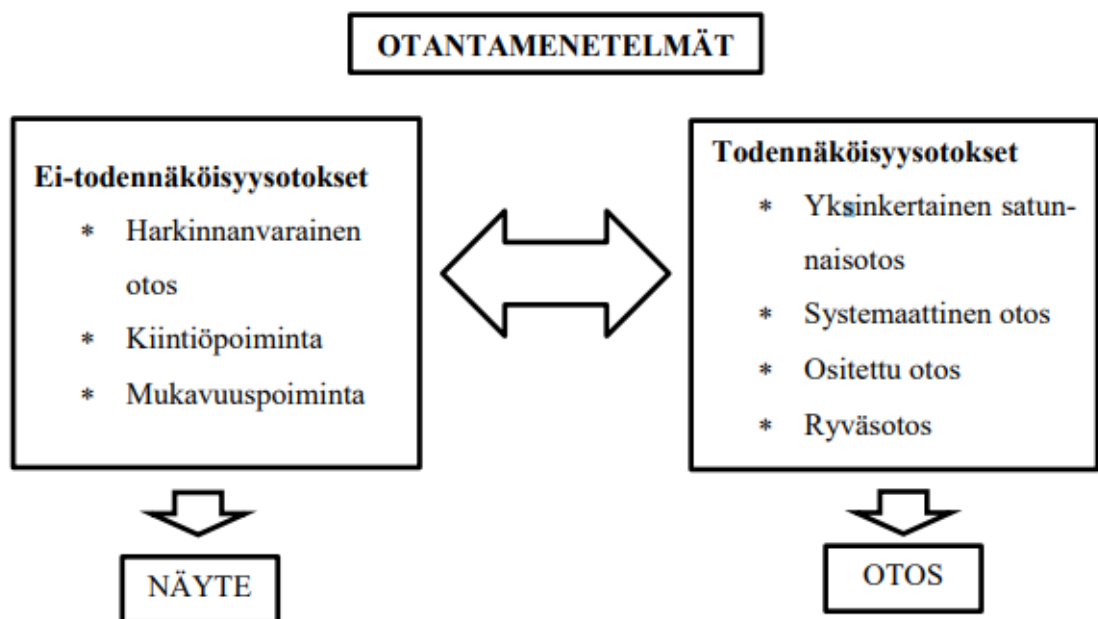 OTANTAMENETELMÄT
Ei-todennäköisyysotokset
* Harkinnanvarainen
otos
* Kiintiöpoiminta
* Mukavuuspoiminta
NÄYTE
Todennäköisyysotokset
* Yksinkertainen satun-
naisotos
* Systemaattinen otos
* Ositettu otos
* Ryväsotos
OTOS